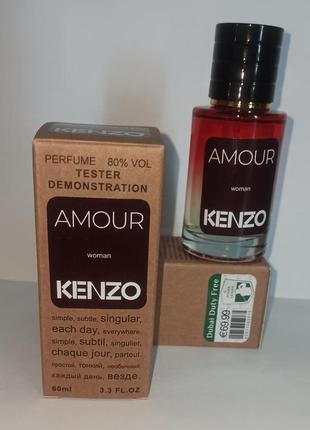 KENZO
PERFUME 80% VOL
TESTER
DEMONSTRATION
AMOUR
woman
KENZO
simple, subtle, singular,
each day, everywhere.
simple, subtil, singulier,
chaque jour, partout.
простой, тонкий, необычный,
каждый день, везде.
60ml 3.3 FL.OZ
AMOUR
woman
KENZO
Dubai Duty Free
€69.99